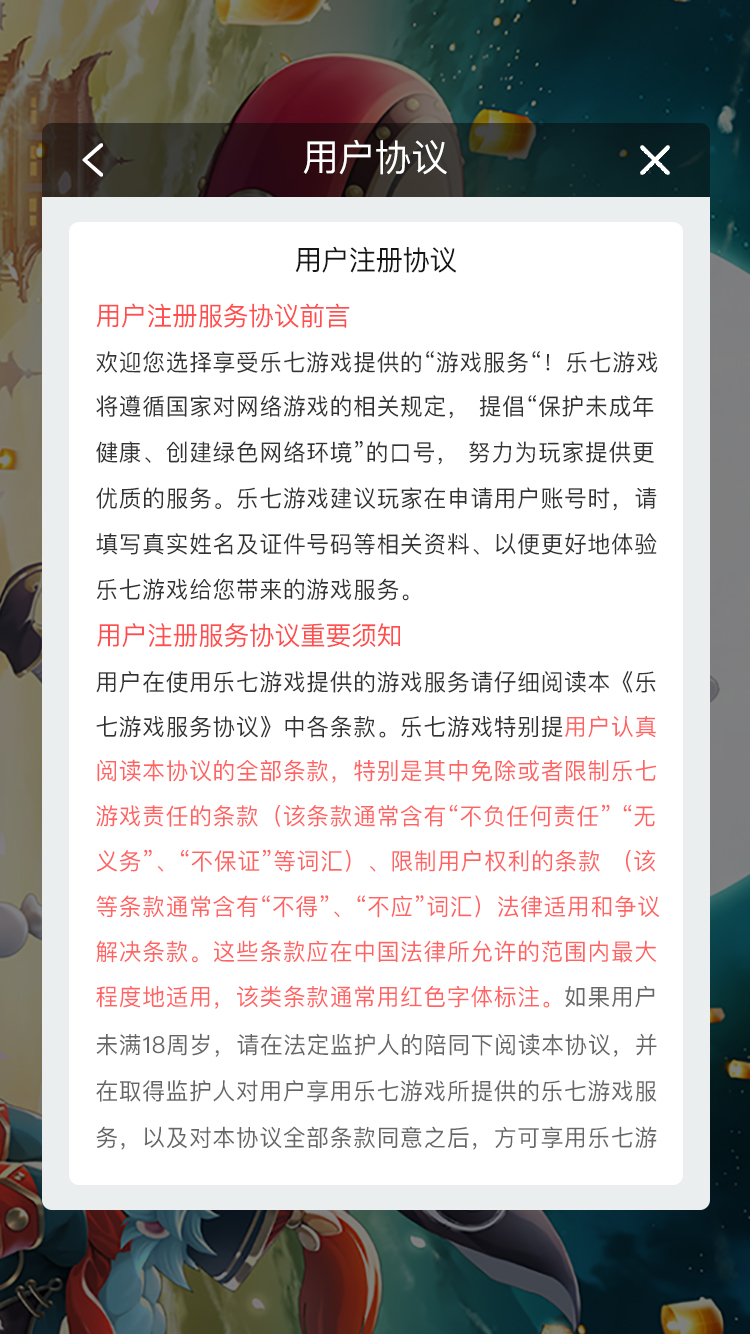 用户协议
用户注册协议
用户注册服务协议前言
欢迎您选择享受乐七游戏提供的“游戏服务“！乐七游戏
将遵循国家对网络游戏的相关规定， 提倡“保护未成年
健康、创建绿色网络环境”的口号， 努力为玩家提供更
优质的服务。乐七游戏建议玩家在申请用户账号时，请
填写真实姓名及证件号码等相关资料、以便更好地体验
乐七游戏给您带来的游戏服务。
用户注册服务协议重要须知
用户在使用乐七游戏提供的游戏服务请仔细阅读本《乐
七游戏服务协议》中各条款。乐七游戏特别提用户认真
阅读本协议的全部条款，特别是其中免除或者限制乐七
游戏责任的条款（该条款通常含有“不负任何责任” “无
义务”、“不保证”等词汇）、限制用户权利的条款 （该
等条款通常含有“不得”、“不应”词汇）法律适用和争议
解决条款。这些条款应在中国法律所允许的范围内最大
程度地适用，该类条款通常用红色字体标注。如果用户
未满18周岁，请在法定监护人的陪同下阅读本协议，并
在取得监护人对用户享用乐七游戏所提供的乐七游戏服
务，以及对本协议全部条款同意之后，方可享用乐七游